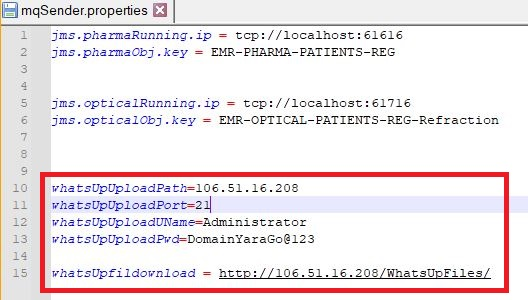 mqSender.properties
1 jms.pharmaRunning.ip = tcp://localhost:61616
2 jms.pharmaObj.key = EMR-PHARMA-PATIENTS-REG
3
4
5 jms.opticalRunning.ip = tcp://localhost:61716
6 jms.opticalObj.key = EMR-OPTICAL-PATIENTS-REG-Refraction
7
8
9
10 whatsUpUploadPath=106.51.16.208
11 whatsUpUploadPort=21
12 whatsUpUploadUName=Administrator
13 whatsUpUploadPwd=DomainYaraGo@123
14
15 whatsUpfildownload = http://106.51.16.208/WhatsUpFiles/